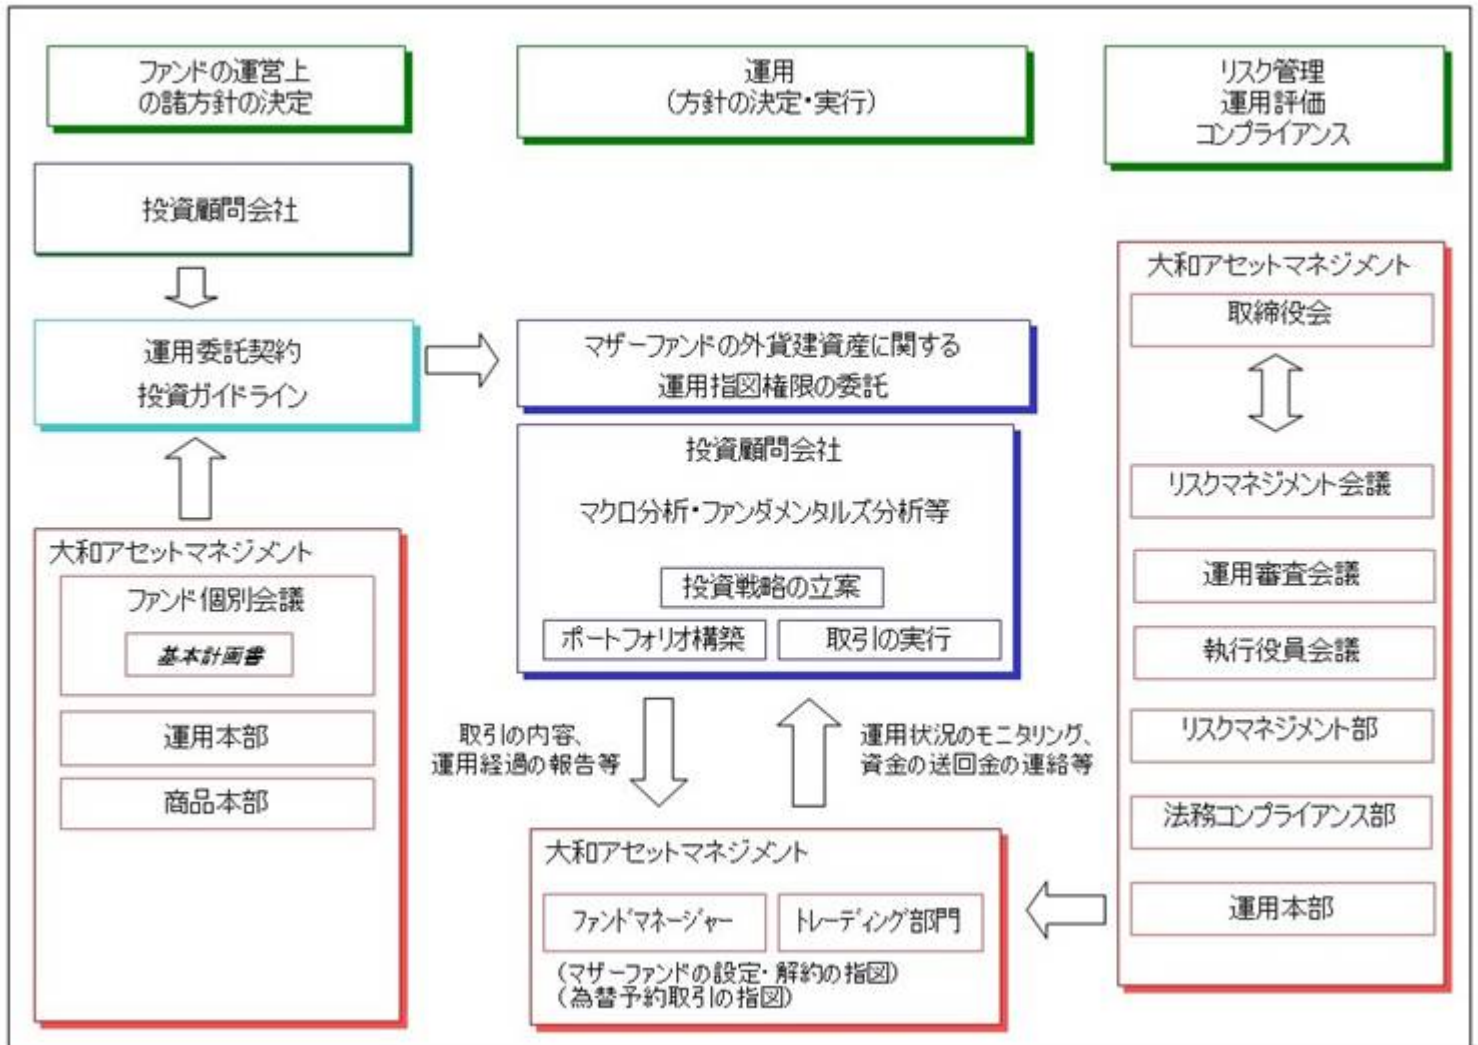 ファンドの運営上
の諸方針の決定
運用
(方針の決定・実行)
リスク管理
運用評価
コンプライアンス
投資顧問会社
運用委託契約
投資ガイドライン
大和アセットマネジメント
ファンド個別会議
基本計画書
運用本部
商品本部
マザーファンドの外貨建資産に関する
運用指図権限の委託
投資顧問会社
マクロ分析・ファンダメンタルズ分析等
投資戦略の立案
ポートフォリオ構築
取引の実行
取引の内容、
運用経過の報告等
運用状況のモニタリング、
資金の送回金の連絡等
大和アセットマネジメント
ファンドマネージャー
トレーディング部門
(マザーファンドの設定・解約の指図)
(為替予約取引の指図)
大和アセットマネジメント
取締役会
リスクマネジメント会議
運用審査会議
執行役員会議
リスクマネジメント部
法務コンプライアンス部
運用本部